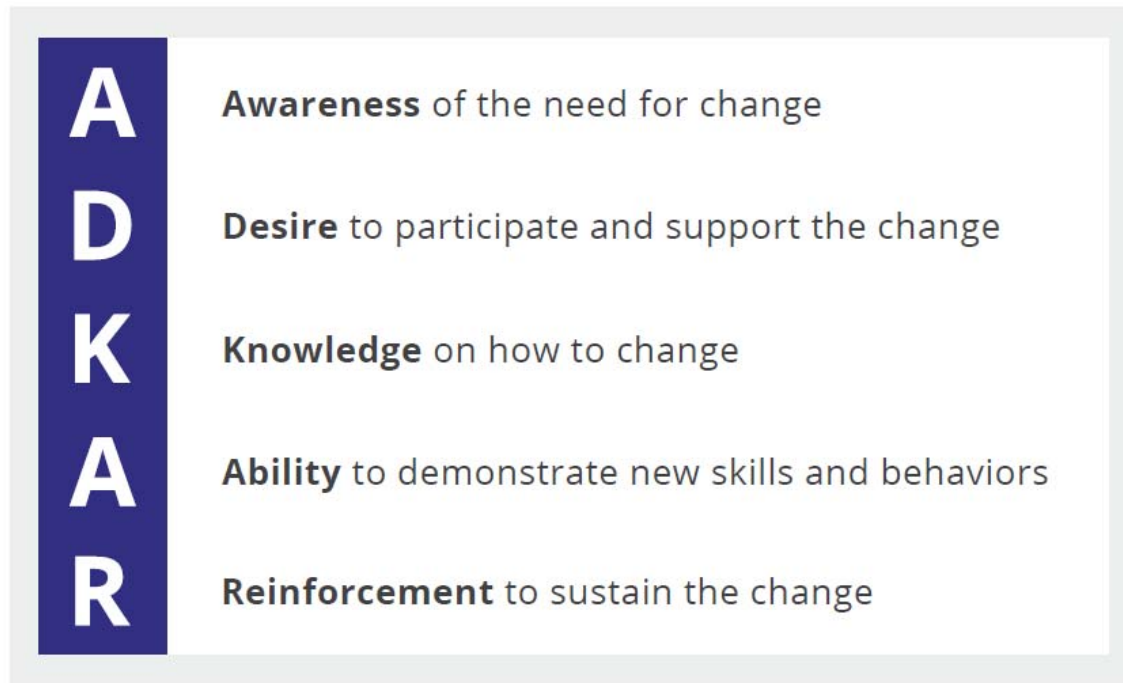 A
Awareness of the need for change
D
Desire to participate and support the change
K
Knowledge on how to change
A
Ability to demonstrate new skills and behaviors
R
Reinforcement to sustain the change